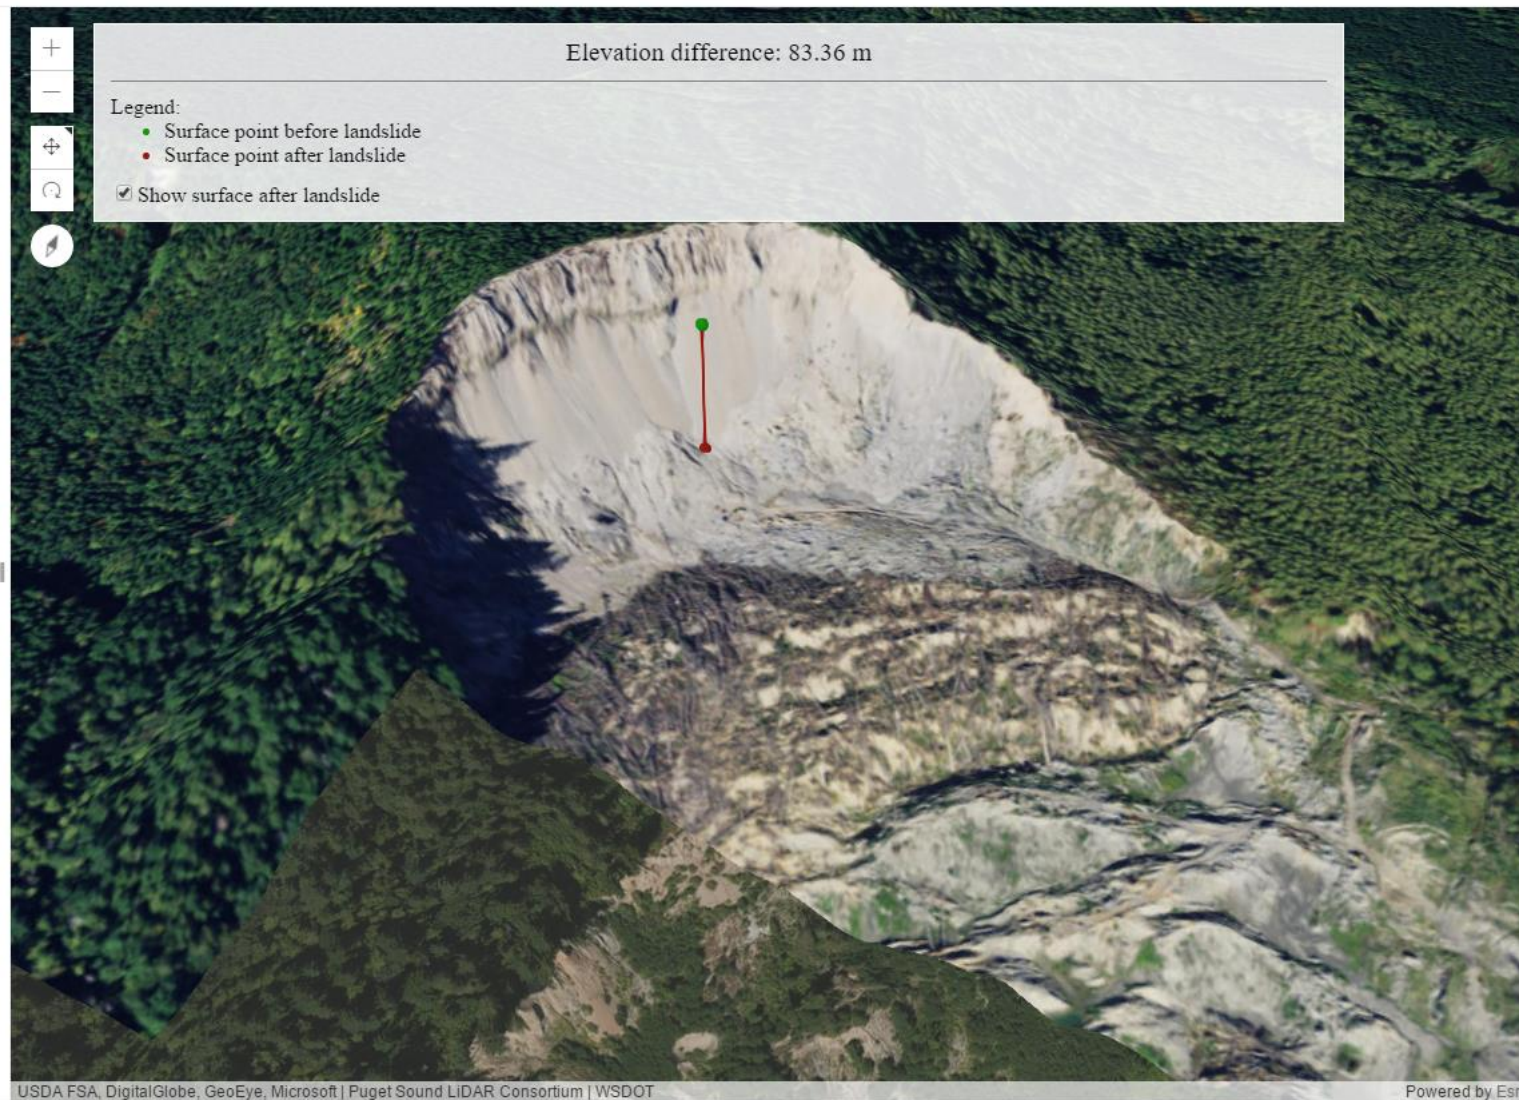 Elevation difference: 83.36 m
Legend:
Surface point before landslide
Surface point after landslide
Show surface after landslide
USDA FSA, DigitalGlobe, GeoEye, Microsoft | Puget Sound LiDAR Consortium | WSDOT
Powered by Esr